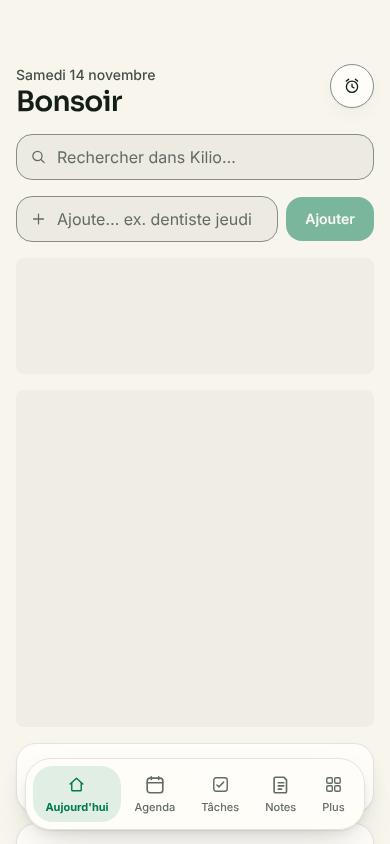 Samedi 14 novembre
Bonsoir
Rechercher dans Kilio...
Ajoute... ex. dentiste jeudi
Ajouter
Aujourd'hui
Agenda
Tâches
Notes
Plus